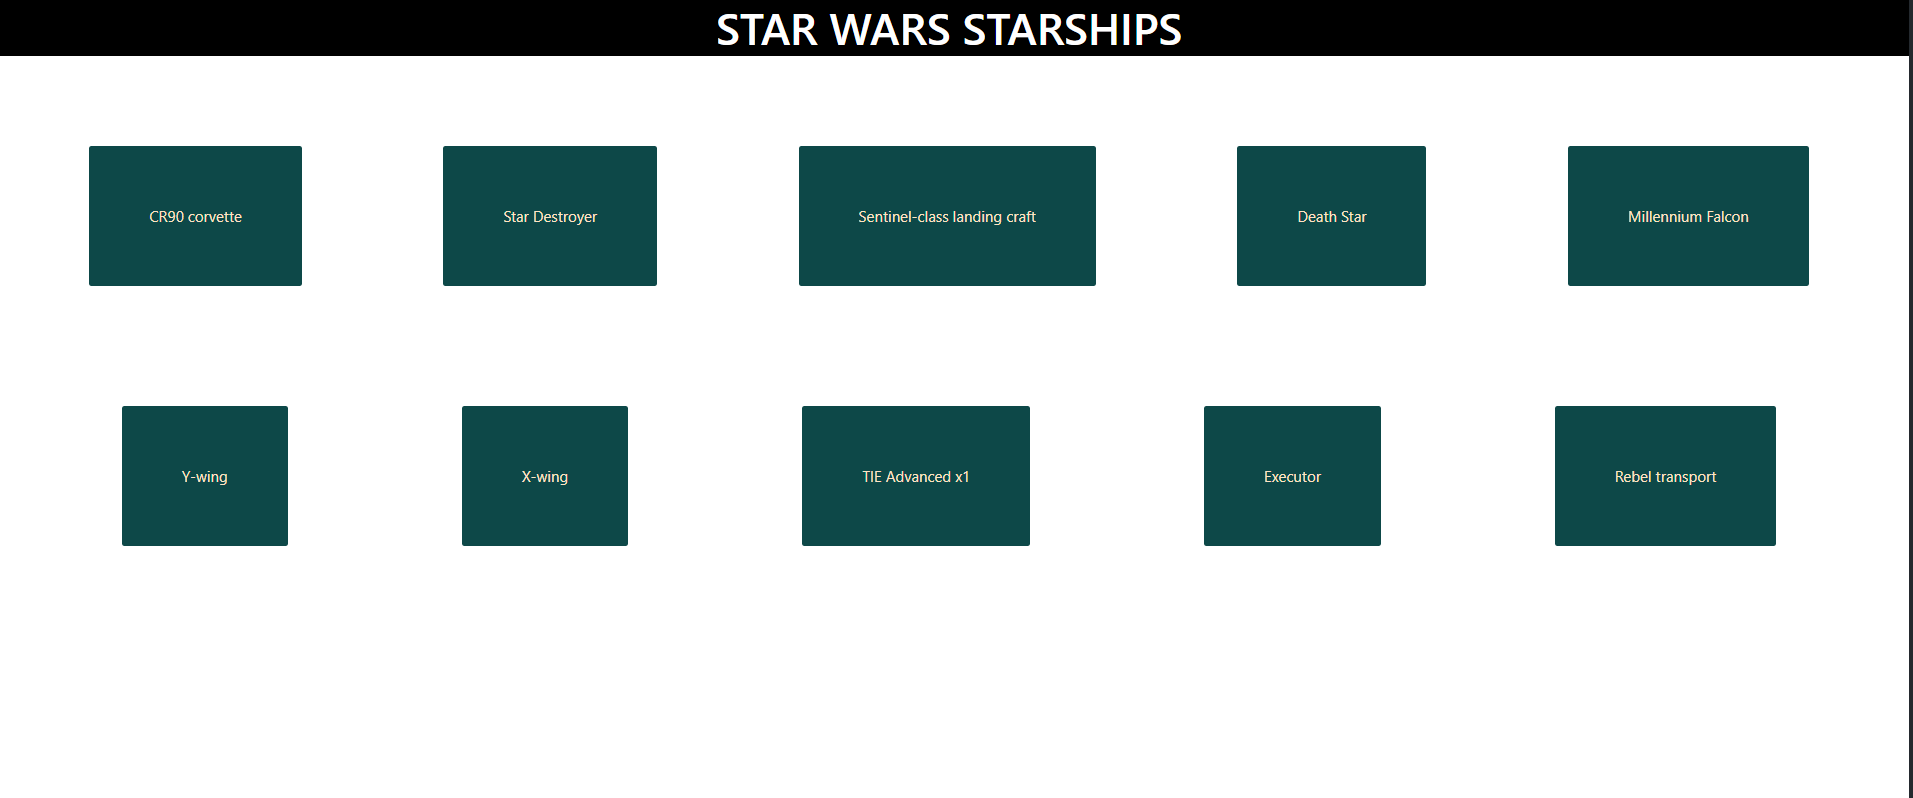 STAR WARS STARSHIPS
CR90 corvette
Star Destroyer
Sentinel-class landing craft
Death Star
Millennium Falcon
Y-wing
X-wing
TIE Advanced x1
Executor
Rebel transport